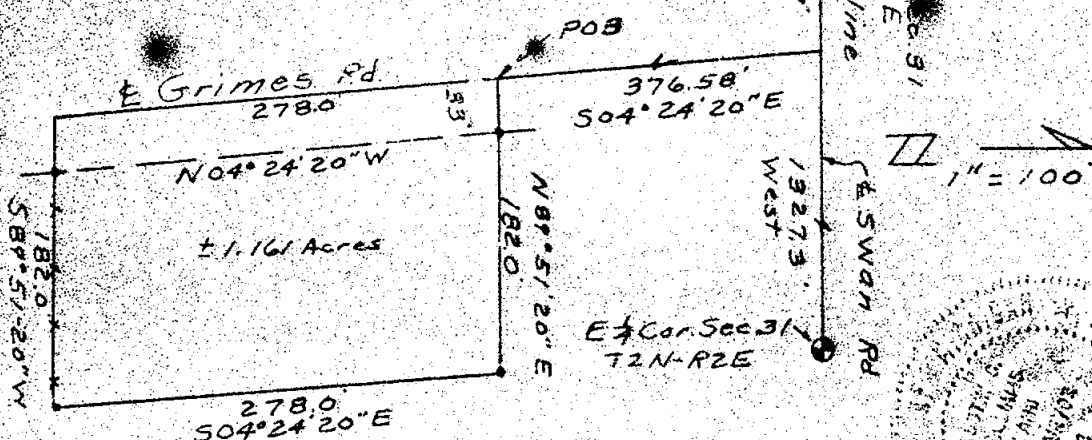 POB
℄ Grimes Rd.
278.0
33'
376.58'
S04°24'20"E
N04°24'20"W
± 1.161 Acres
182.0
S89°51'-20"W
N89°51'20"E
182.0
278.0
S04°24'20"E
line
1327.3'
West
℄ Swan Rd
E¼ Cor. Sec. 31
T2N-R2E
1" = 100'